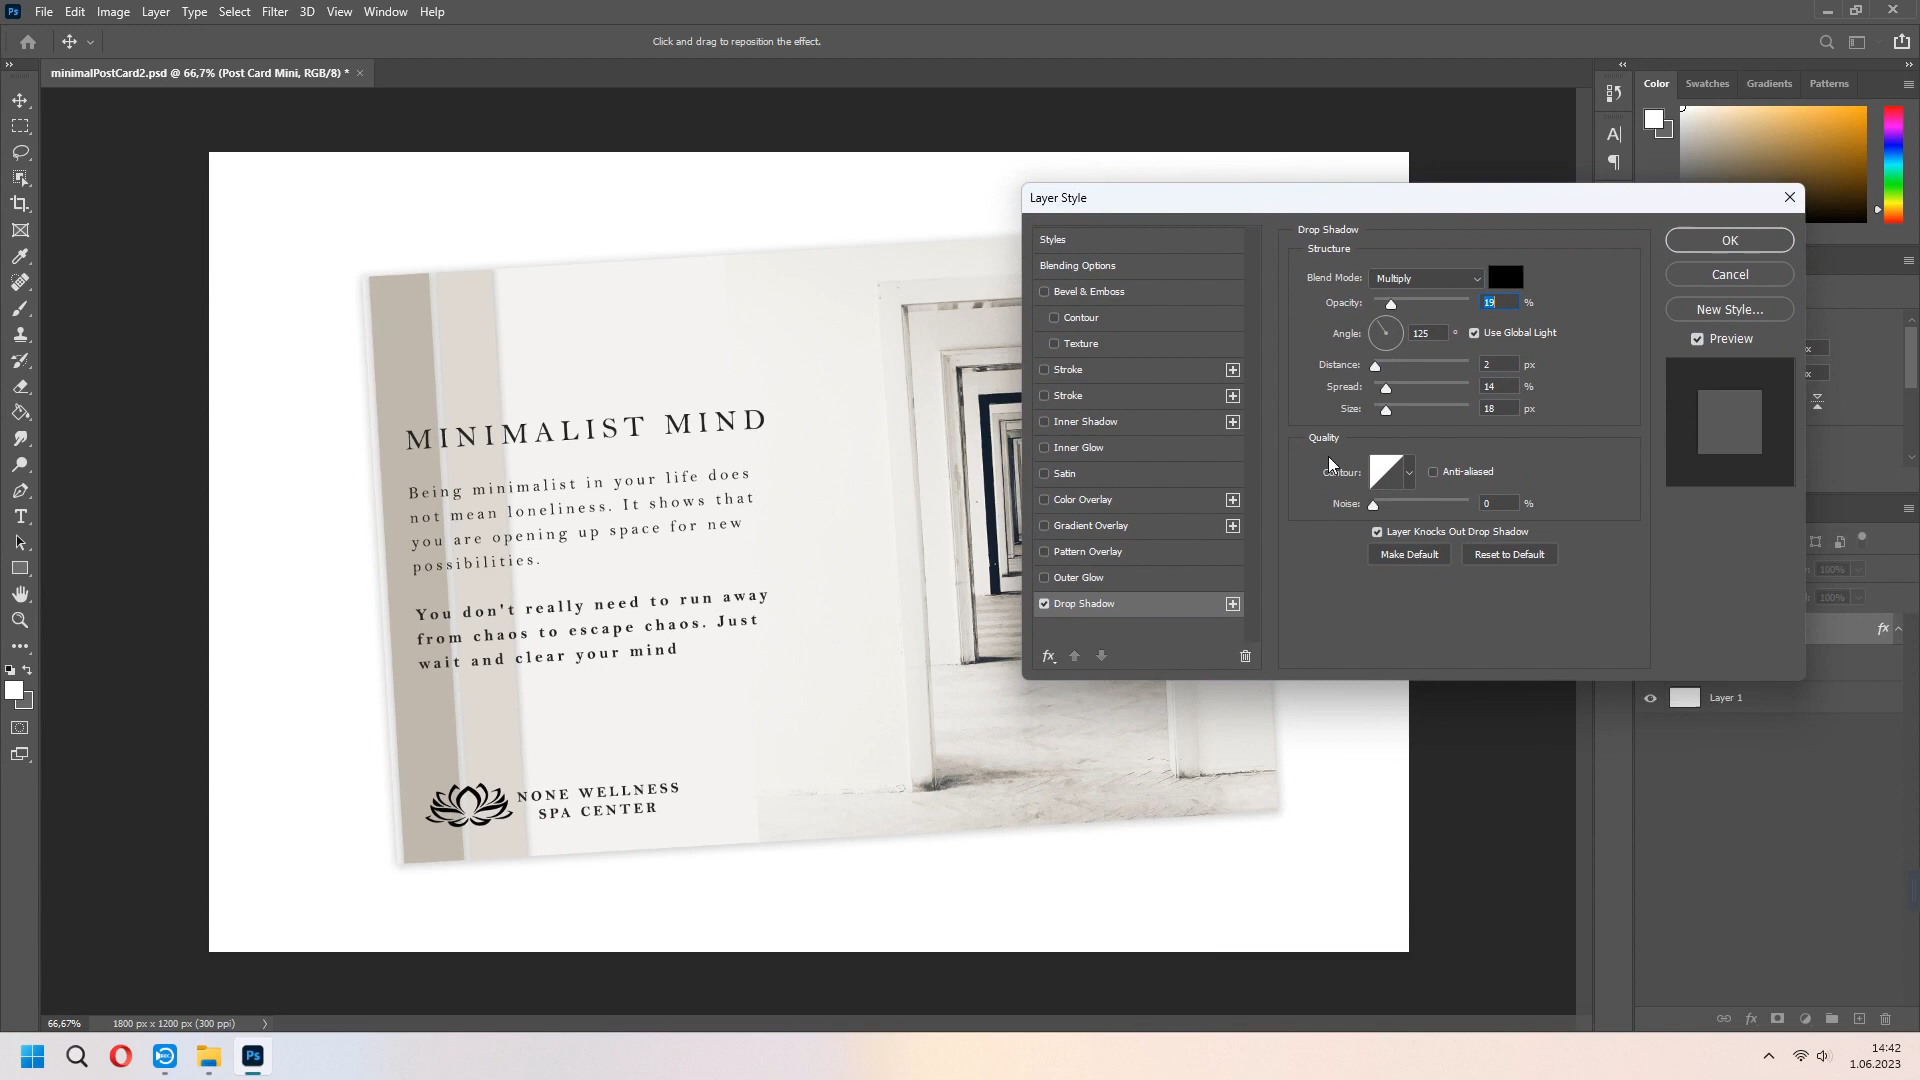 Ps File Edit Image Layer Type Select Filter 3D View Window Help
Click and drag to reposition the effect.
minimalPostCard2.psd @ 66,7% (Post Card Mini, RGB/8) *
Color Swatches Gradients Patterns
MINIMALIST MIND
Being minimalist in your life does
not mean loneliness. It shows that
you are opening up space for new
possibilities.
You don't really need to run away
from chaos to escape chaos. Just
wait and clear your mind
NONE WELLNESS
SPA CENTER
Layer Style
Styles
Blending Options
Bevel & Emboss
Contour
Texture
Stroke
Stroke
Inner Shadow
Inner Glow
Satin
Color Overlay
Gradient Overlay
Pattern Overlay
Outer Glow
Drop Shadow
fx
Drop Shadow
Structure
Blend Mode: Multiply
Opacity: 19 %
Angle: 125 ° Use Global Light
Distance: 2 px
Spread: 14 %
Size: 18 px
Quality
Contour: Anti-aliased
Noise: 0 %
Layer Knocks Out Drop Shadow
Make Default Reset to Default
OK
Cancel
New Style...
Preview
100%
100%
fx
Layer 1
fx
66,67% 1800 px x 1200 px (300 ppi)
REC
Ps
14:42
1.06.2023